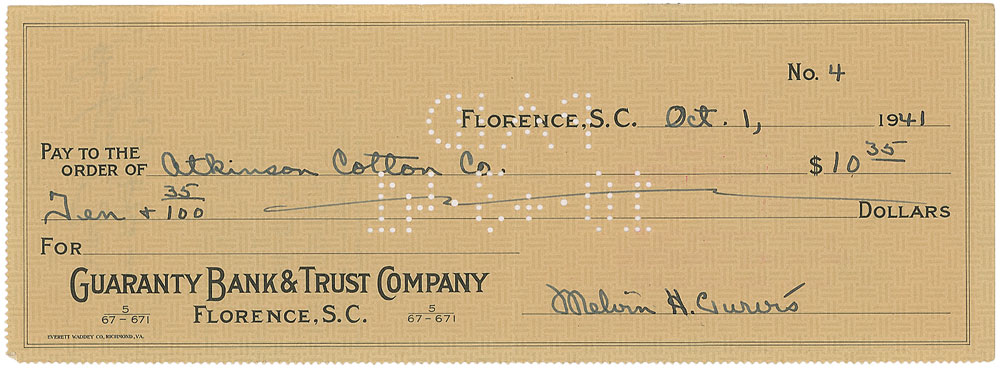 No. 4
FLORENCE, S.C. Oct. 1, 1941
PAY TO THE
ORDER OF Atkinson Cotton Co. $10 35
Ten + 35/100 DOLLARS
FOR
GUARANTY BANK & TRUST COMPANY
5 5
67-671 FLORENCE, S.C. 67-671
Melvin H. Purvis
EVERETT WADDEY CO., RICHMOND, VA.